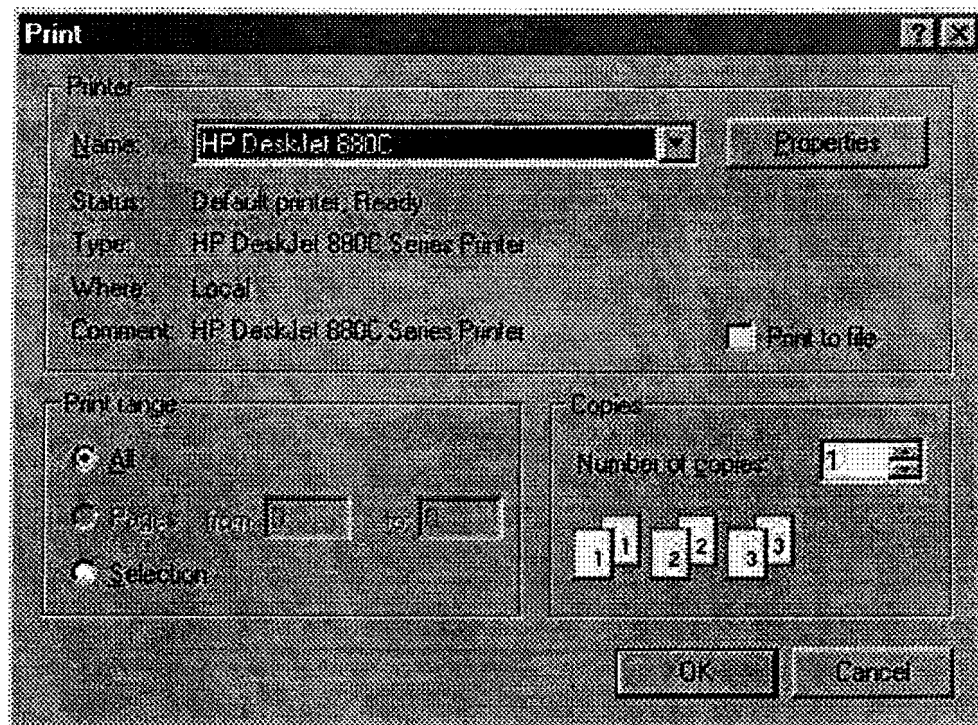 Print
Printer
Name: HP DeskJet 880C Properties
Status: Default printer; Ready
Type: HP DeskJet 880C Series Printer
Where: Local
Comment: HP DeskJet 880C Series Printer Print to file
Print range
All
Pages from: 0 to: 0
Selection
Copies
Number of copies: 1
1 1 2 2 3 3
OK Cancel